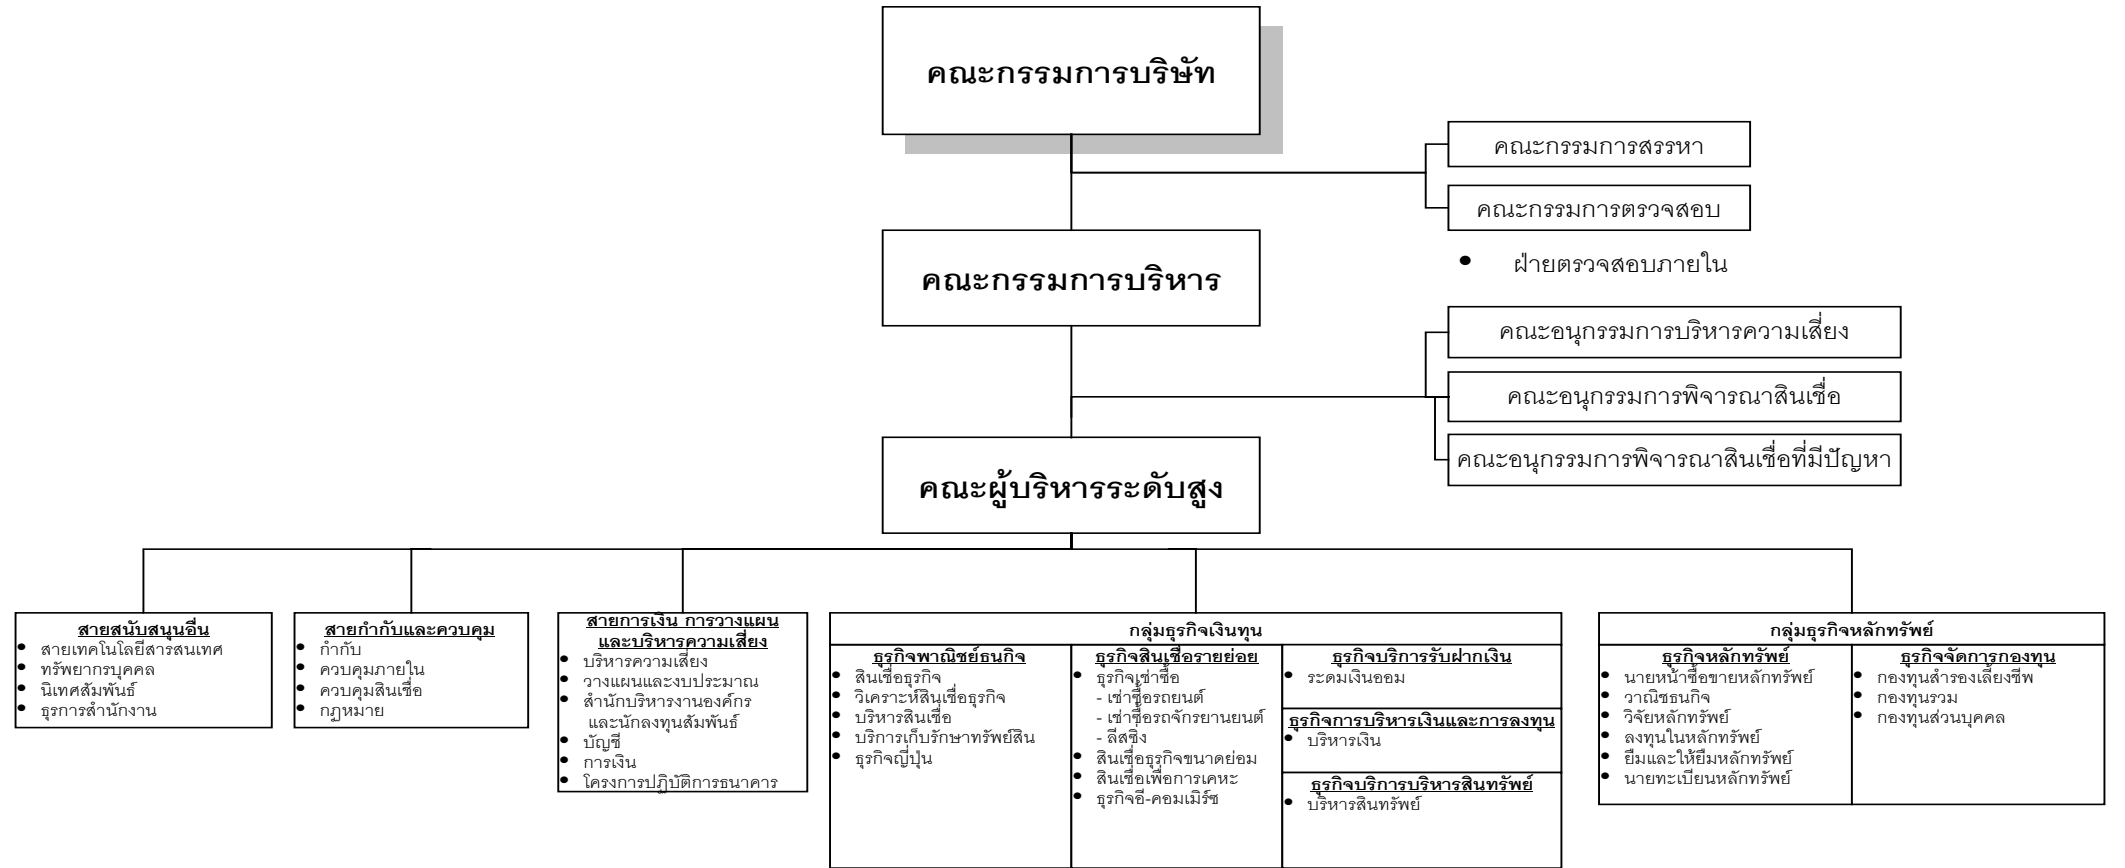 คณะกรรมการบริษัท
คณะกรรมการสรรหา
คณะกรรมการตรวจสอบ
• ฝ่ายตรวจสอบภายใน
คณะกรรมการบริหาร
คณะอนุกรรมการบริหารความเสี่ยง
คณะอนุกรรมการพิจารณาสินเชื่อ
คณะอนุกรรมการพิจารณาสินเชื่อที่มีปัญหา
คณะผู้บริหารระดับสูง
สายสนับสนุนอื่น
• สายเทคโนโลยีสารสนเทศ
• ทรัพยากรบุคคล
• นิเทศสัมพันธ์
• ธุรการสำนักงาน
สายกำกับและควบคุม
• กำกับ
• ควบคุมภายใน
• ควบคุมสินเชื่อ
• กฎหมาย
สายการเงิน การวางแผน
และบริหารความเสี่ยง
• บริหารความเสี่ยง
• วางแผนและงบประมาณ
• สำนักบริหารงานองค์กร
และนักลงทุนสัมพันธ์
• บัญชี
• การเงิน
• โครงการปฏิบัติการธนาคาร
กลุ่มธุรกิจเงินทุน
ธุรกิจพาณิชย์ธนกิจ
• สินเชื่อธุรกิจ
• วิเคราะห์สินเชื่อธุรกิจ
• บริหารสินเชื่อ
• บริการเก็บรักษาทรัพย์สิน
• ธุรกิจญี่ปุ่น
ธุรกิจสินเชื่อรายย่อย
• ธุรกิจเช่าซื้อ
- เช่าซื้อรถยนต์
- เช่าซื้อรถจักรยานยนต์
- ลีสซิ่ง
• สินเชื่อธุรกิจขนาดย่อม
• สินเชื่อเพื่อการเคหะ
• ธุรกิจอี-คอมเมิร์ซ
ธุรกิจบริการรับฝากเงิน
• ระดมเงินออม
ธุรกิจการบริหารเงินและการลงทุน
• บริหารเงิน
ธุรกิจบริการบริหารสินทรัพย์
• บริหารสินทรัพย์
กลุ่มธุรกิจหลักทรัพย์
ธุรกิจหลักทรัพย์
• นายหน้าซื้อขายหลักทรัพย์
• วาณิชธนกิจ
• วิจัยหลักทรัพย์
• ลงทุนในหลักทรัพย์
• ยืมและให้ยืมหลักทรัพย์
• นายทะเบียนหลักทรัพย์
ธุรกิจจัดการกองทุน
• กองทุนสำรองเลี้ยงชีพ
• กองทุนรวม
• กองทุนส่วนบุคคล